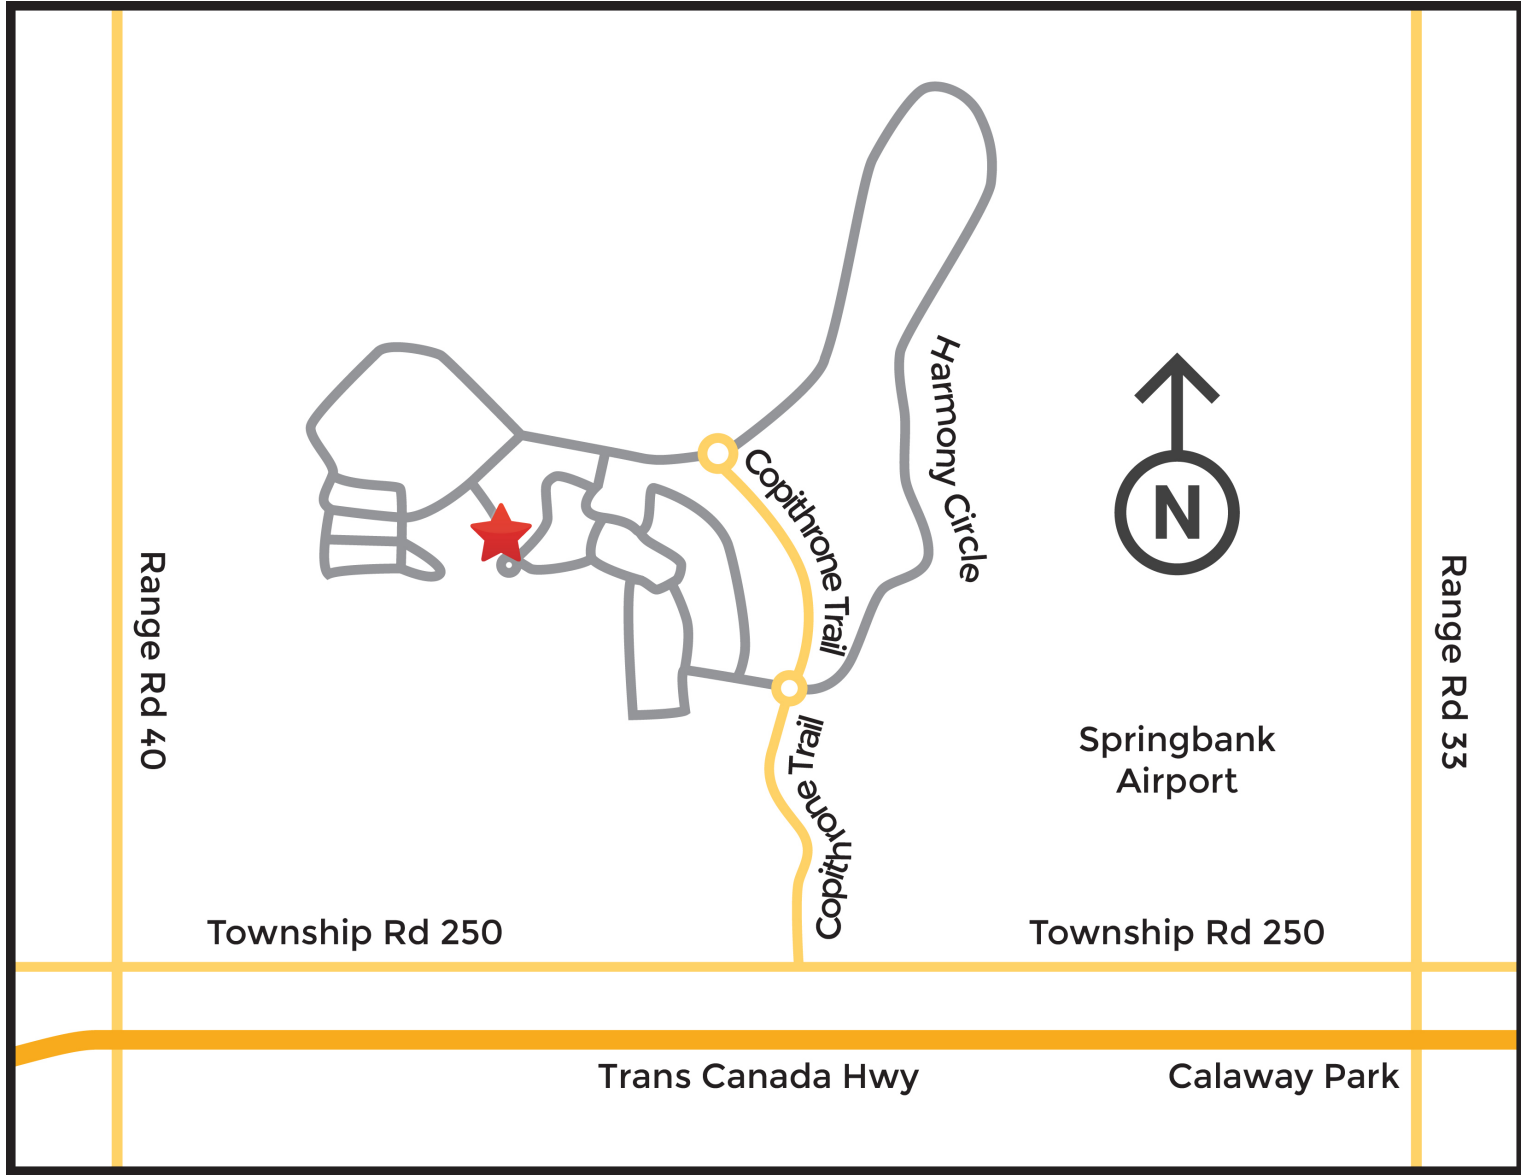 Harmony Circle
Copithrone Trail
N
Range Rd 40
Range Rd 33
Copithrone Trail
Springbank
Airport
Township Rd 250
Township Rd 250
Trans Canada Hwy
Calaway Park